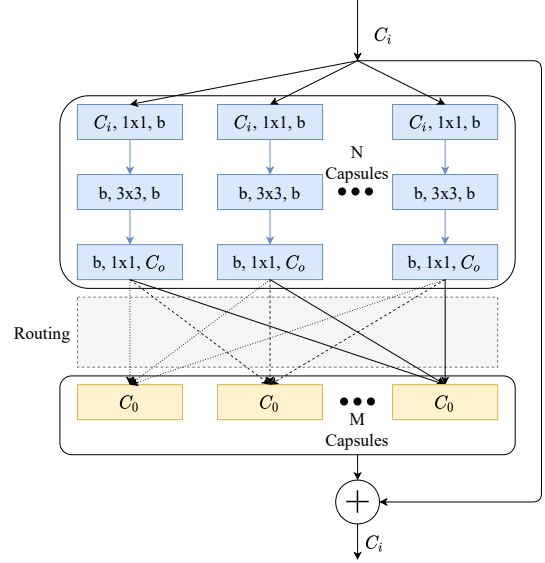 C_i
C_i, 1x1, b
C_i, 1x1, b
C_i, 1x1, b
N
Capsules
b, 3x3, b
b, 3x3, b
b, 3x3, b
b, 1x1, C_o
b, 1x1, C_o
b, 1x1, C_o
Routing
C_0
C_0
C_0
M
Capsules
C_i